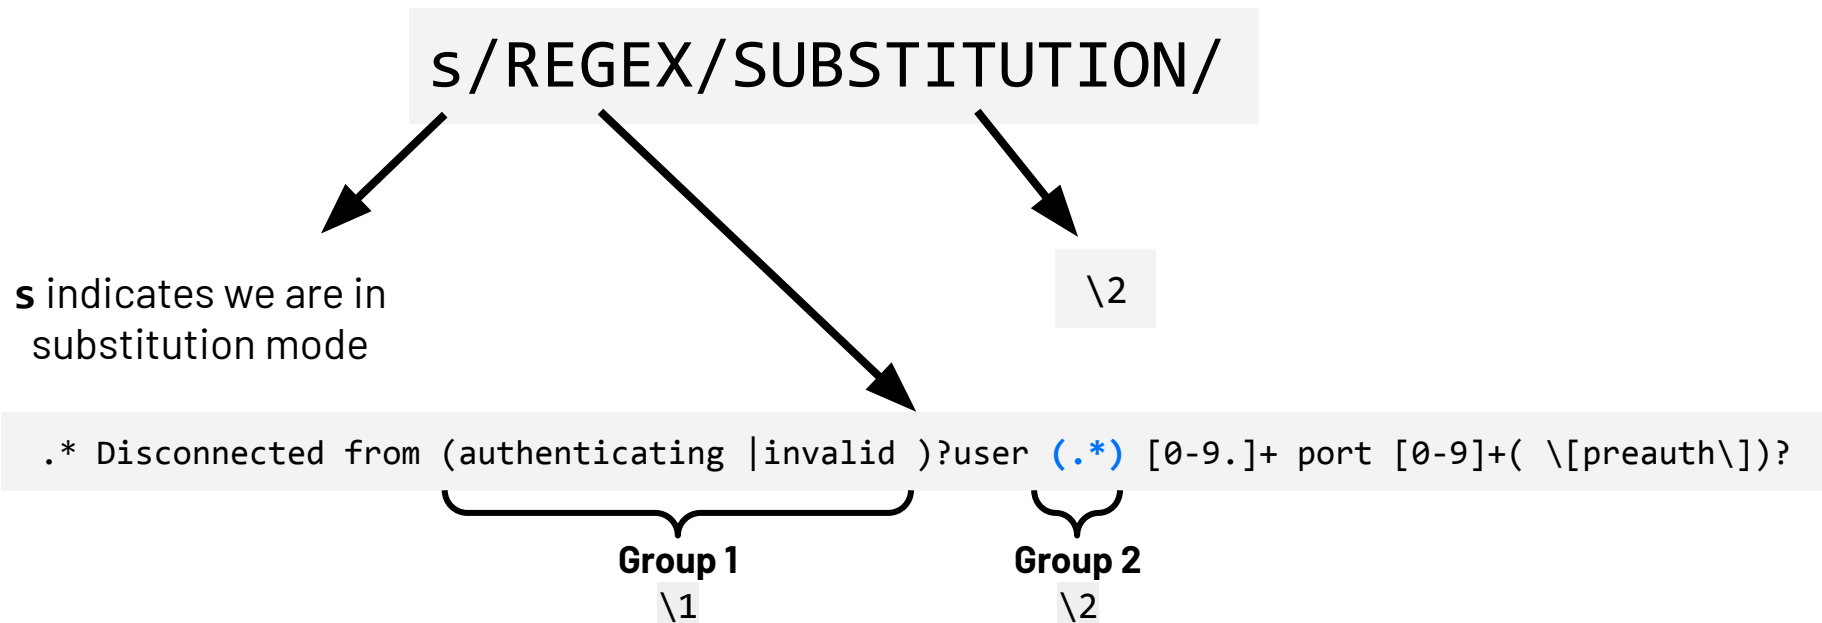 s/REGEX/SUBSTITUTION/
s indicates we are in
substitution mode
\2
.* Disconnected from (authenticating |invalid )?user (.*) [0-9.]+ port [0-9]+( \[preauth\])?
Group 1
\1
Group 2
\2